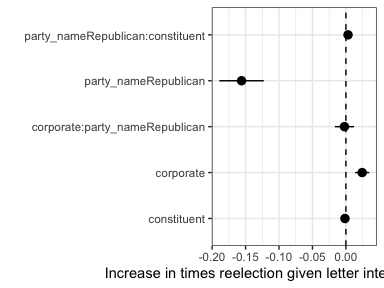 party_nameRepublican:constituent
party_nameRepublican
corporate:party_nameRepublican
corporate
constituent
-0.20 -0.15 -0.10 -0.05 0.00
Increase in times reelection given letter inte